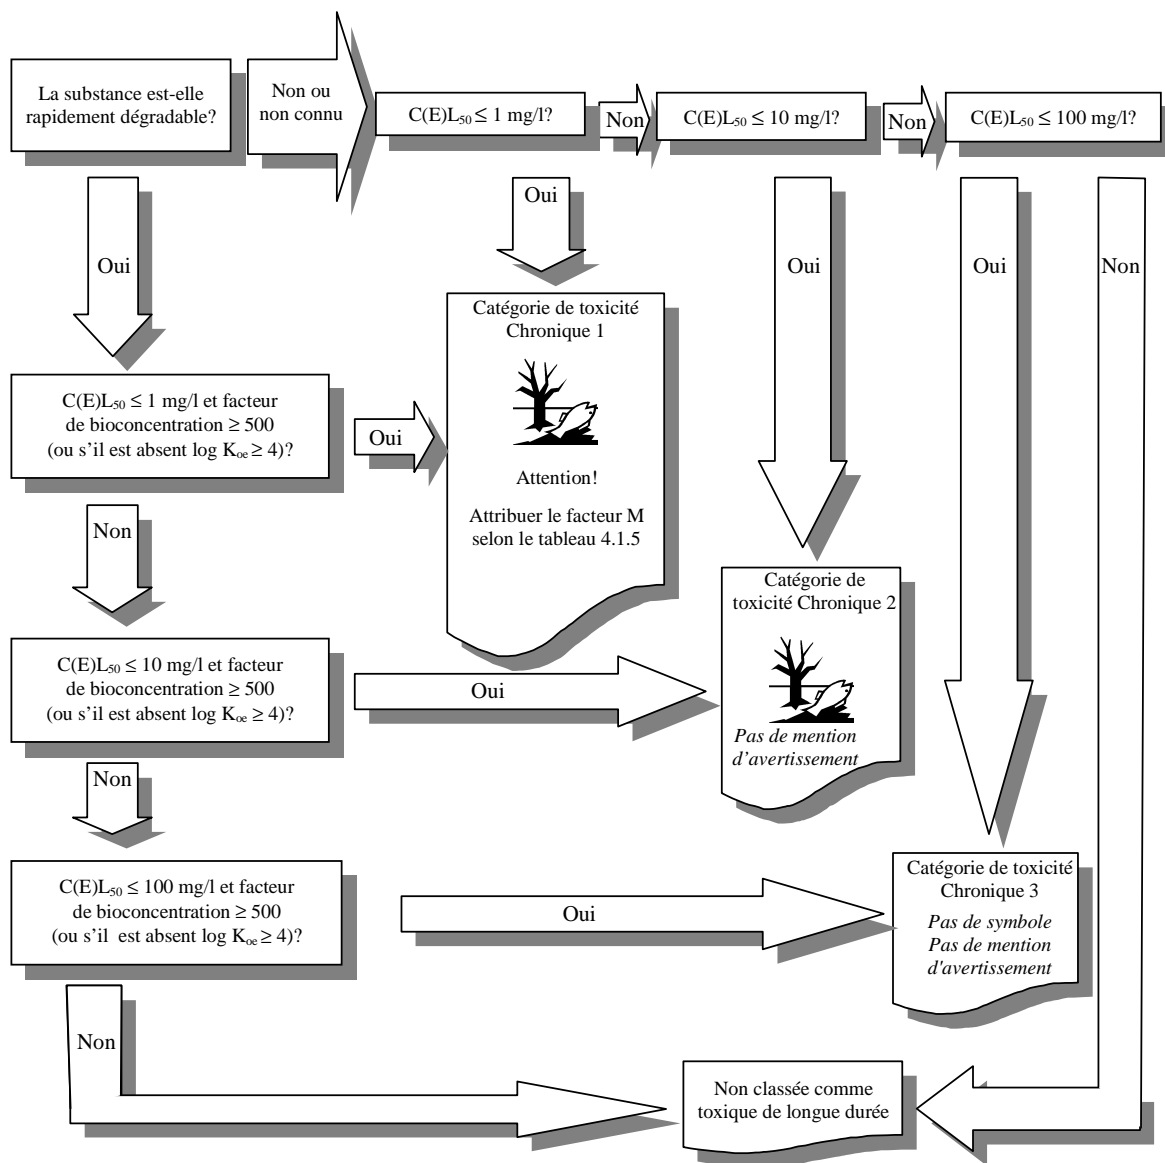 La substance est-elle
rapidement dégradable?
Non ou
non connu
C(E)L₅₀ ≤ 1 mg/l?
Non
C(E)L₅₀ ≤ 10 mg/l?
Non
C(E)L₅₀ ≤ 100 mg/l?
Oui
Oui
Oui
Oui
Non
Catégorie de toxicité
Chronique 1
Attention!
Attribuer le facteur M
selon le tableau 4.1.5
C(E)L₅₀ ≤ 1 mg/l et facteur
de bioconcentration ≥ 500
(ou s’il est absent log Kₒₑ ≥ 4)?
Oui
Non
Catégorie de
toxicité Chronique 2
Pas de mention
d’avertissement
C(E)L₅₀ ≤ 10 mg/l et facteur
de bioconcentration ≥ 500
(ou s’il est absent log Kₒₑ ≥ 4)?
Oui
Non
C(E)L₅₀ ≤ 100 mg/l et facteur
de bioconcentration ≥ 500
(ou s’il est absent log Kₒₑ ≥ 4)?
Oui
Catégorie de toxicité
Chronique 3
Pas de symbole
Pas de mention
d'avertissement
Non
Non classée comme
toxique de longue durée